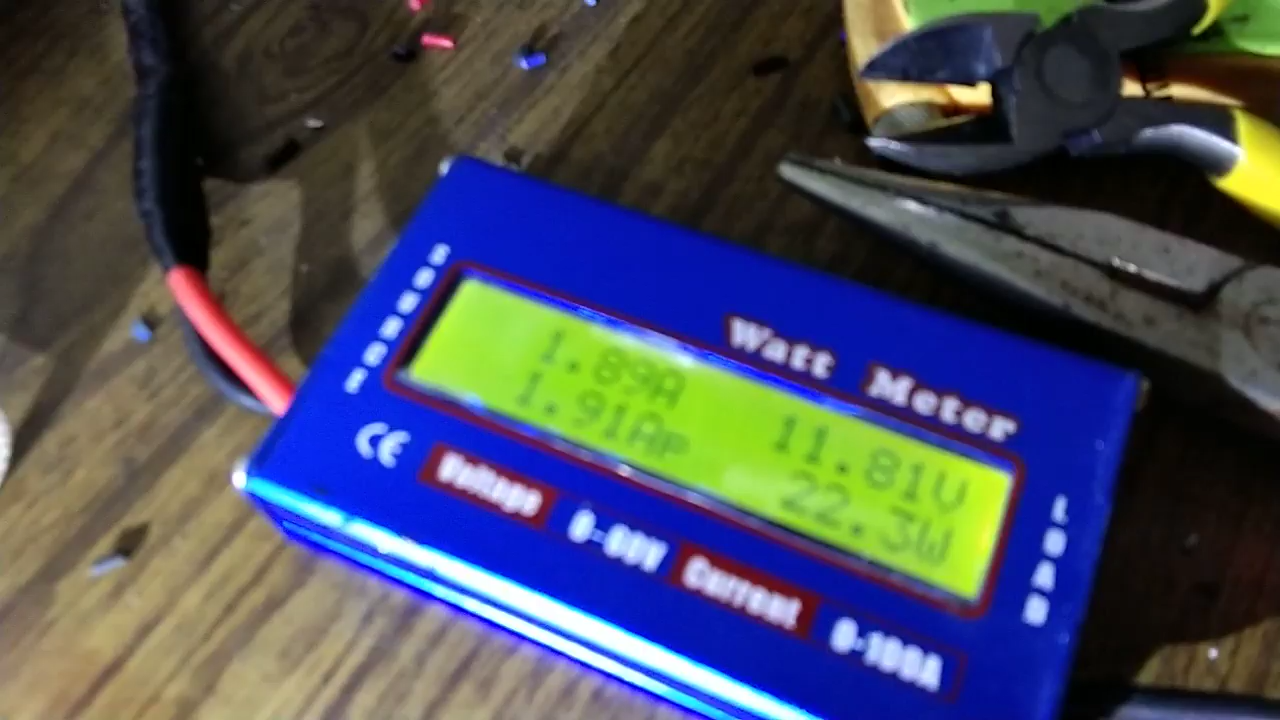 Watt Meter
SOURCE
1.89A 11.81V
1.91Ap 22.3W
LOAD
CE
Voltage 0-60V Current 0-100A